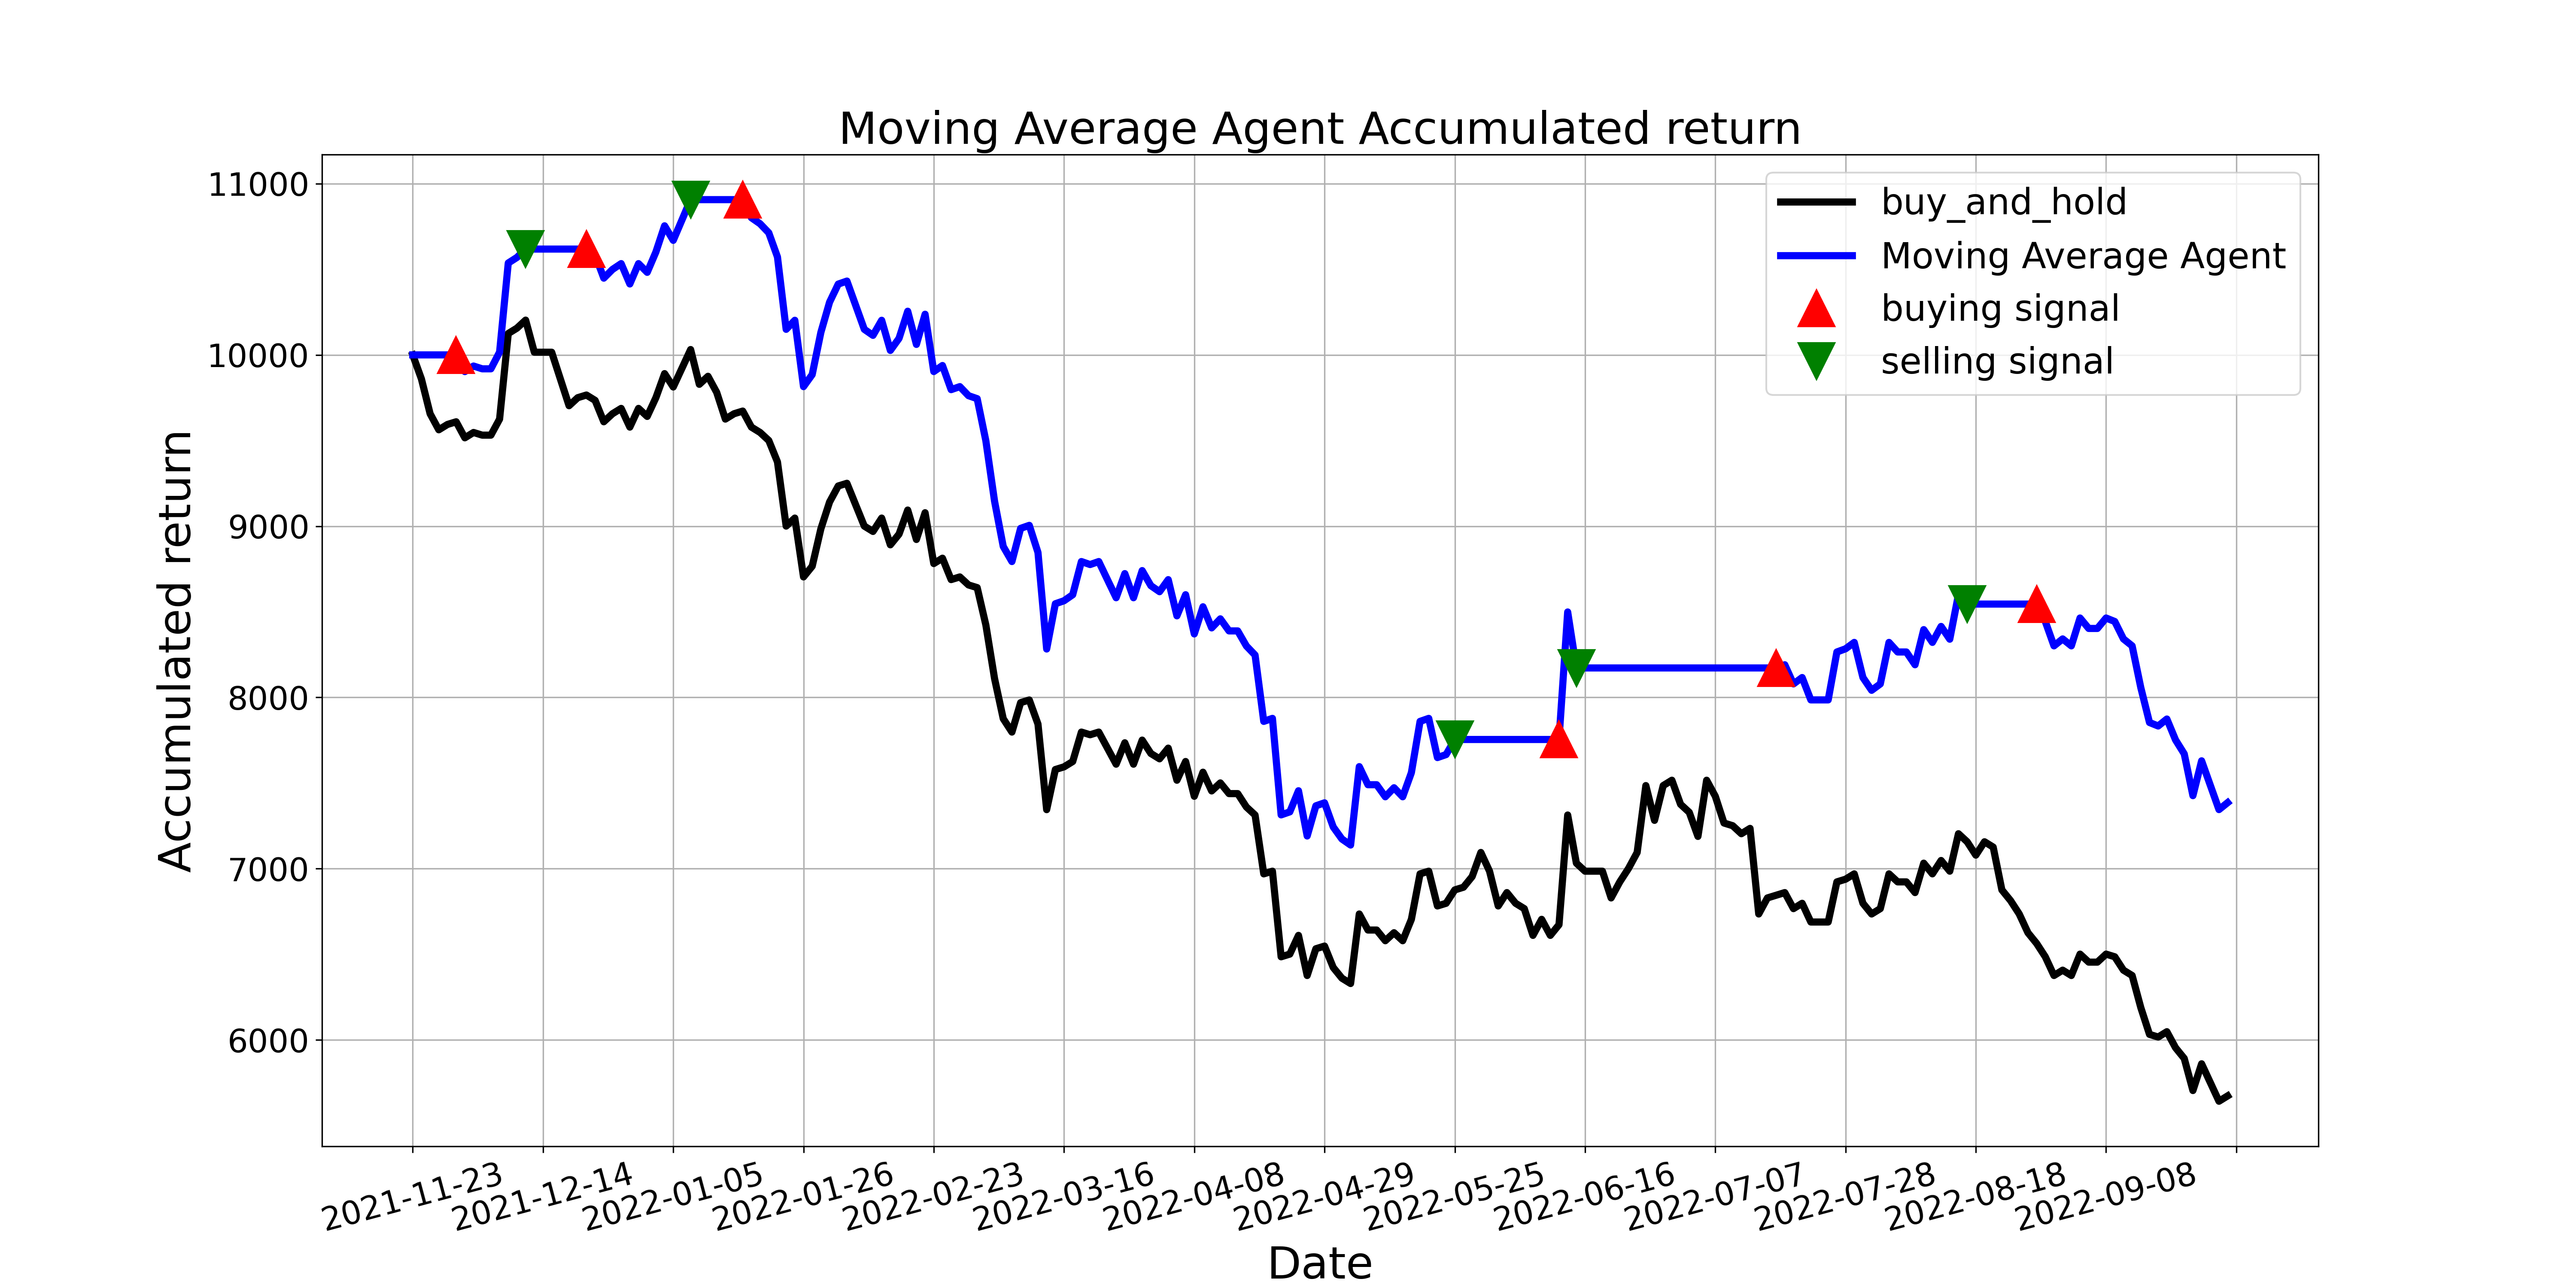 Moving Average Agent Accumulated return
buy_and_hold
Moving Average Agent
buying signal
selling signal
Accumulated return
11000
10000
9000
8000
7000
6000
2021-11-23
2021-12-14
2022-01-05
2022-01-26
2022-02-23
2022-03-16
2022-04-08
2022-04-29
2022-05-25
2022-06-16
2022-07-07
2022-07-28
2022-08-18
2022-09-08
Date